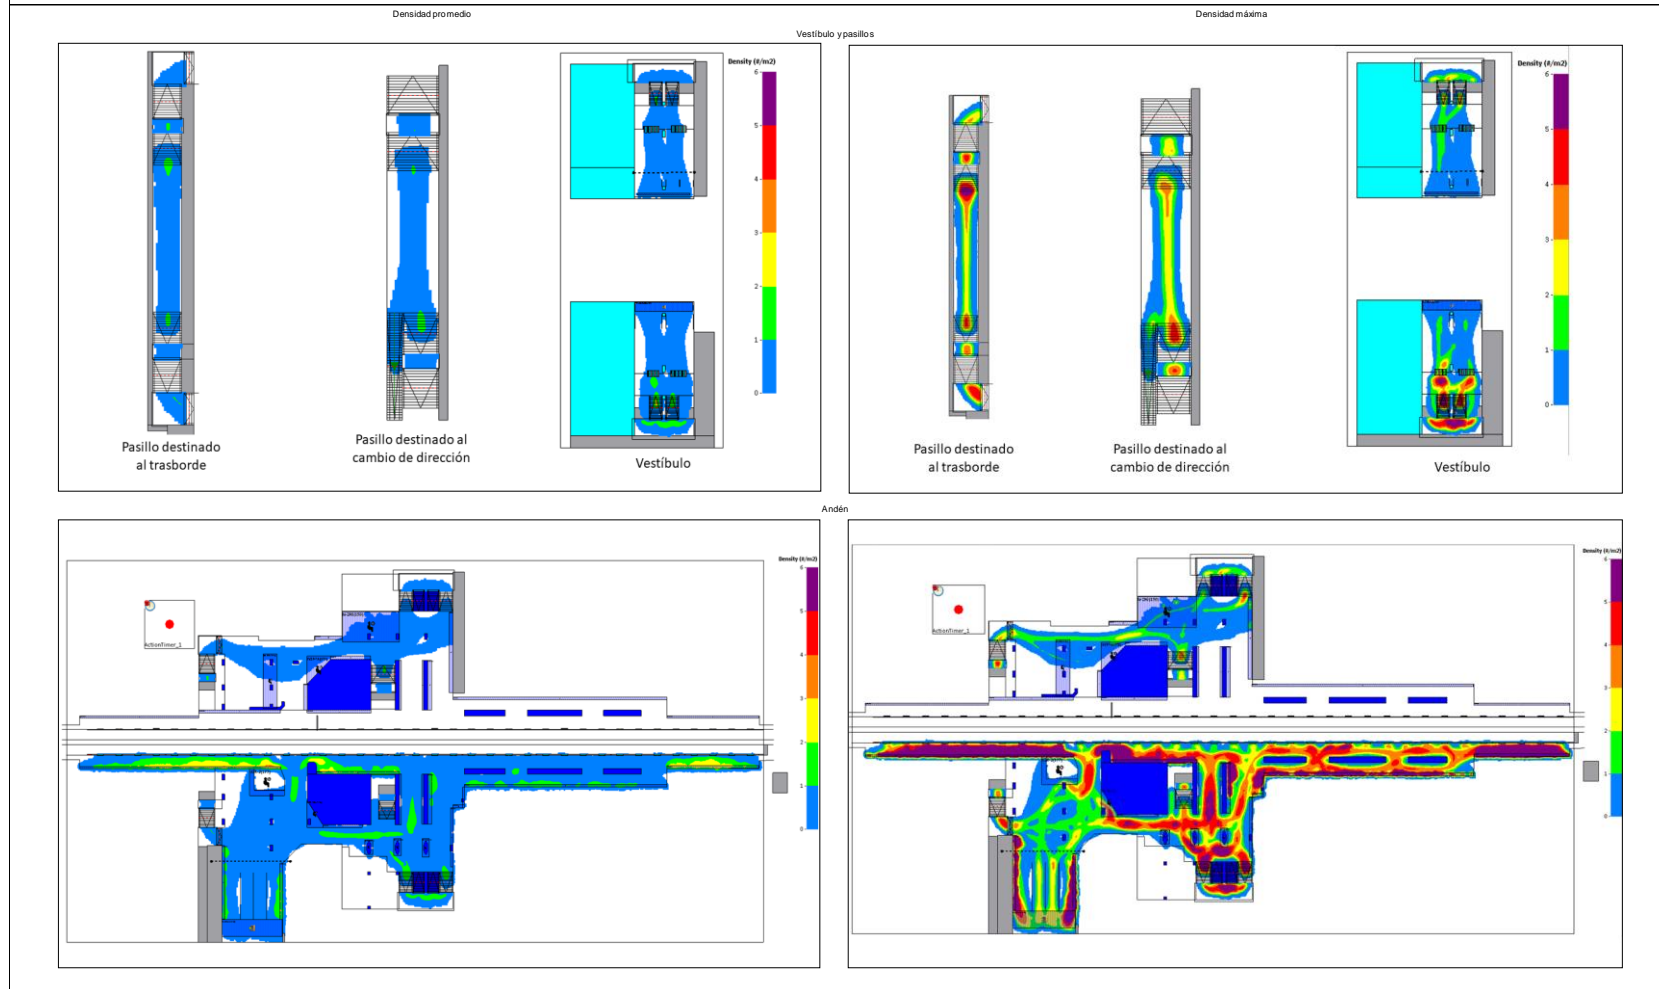 Densidad promedio
Densidad máxima
Vestíbulo y pasillos
Density (#/m2)
6
5
4
3
2
1
0
Pasillo destinado
al trasborde
Pasillo destinado al
cambio de dirección
Vestíbulo
Density (#/m2)
6
5
4
3
2
1
0
Pasillo destinado
al trasborde
Pasillo destinado al
cambio de dirección
Vestíbulo
Andén
Density (#/m2)
6
5
4
3
2
1
0
ActionTimer_1
Density (#/m2)
6
5
4
3
2
1
0
ActionTimer_1